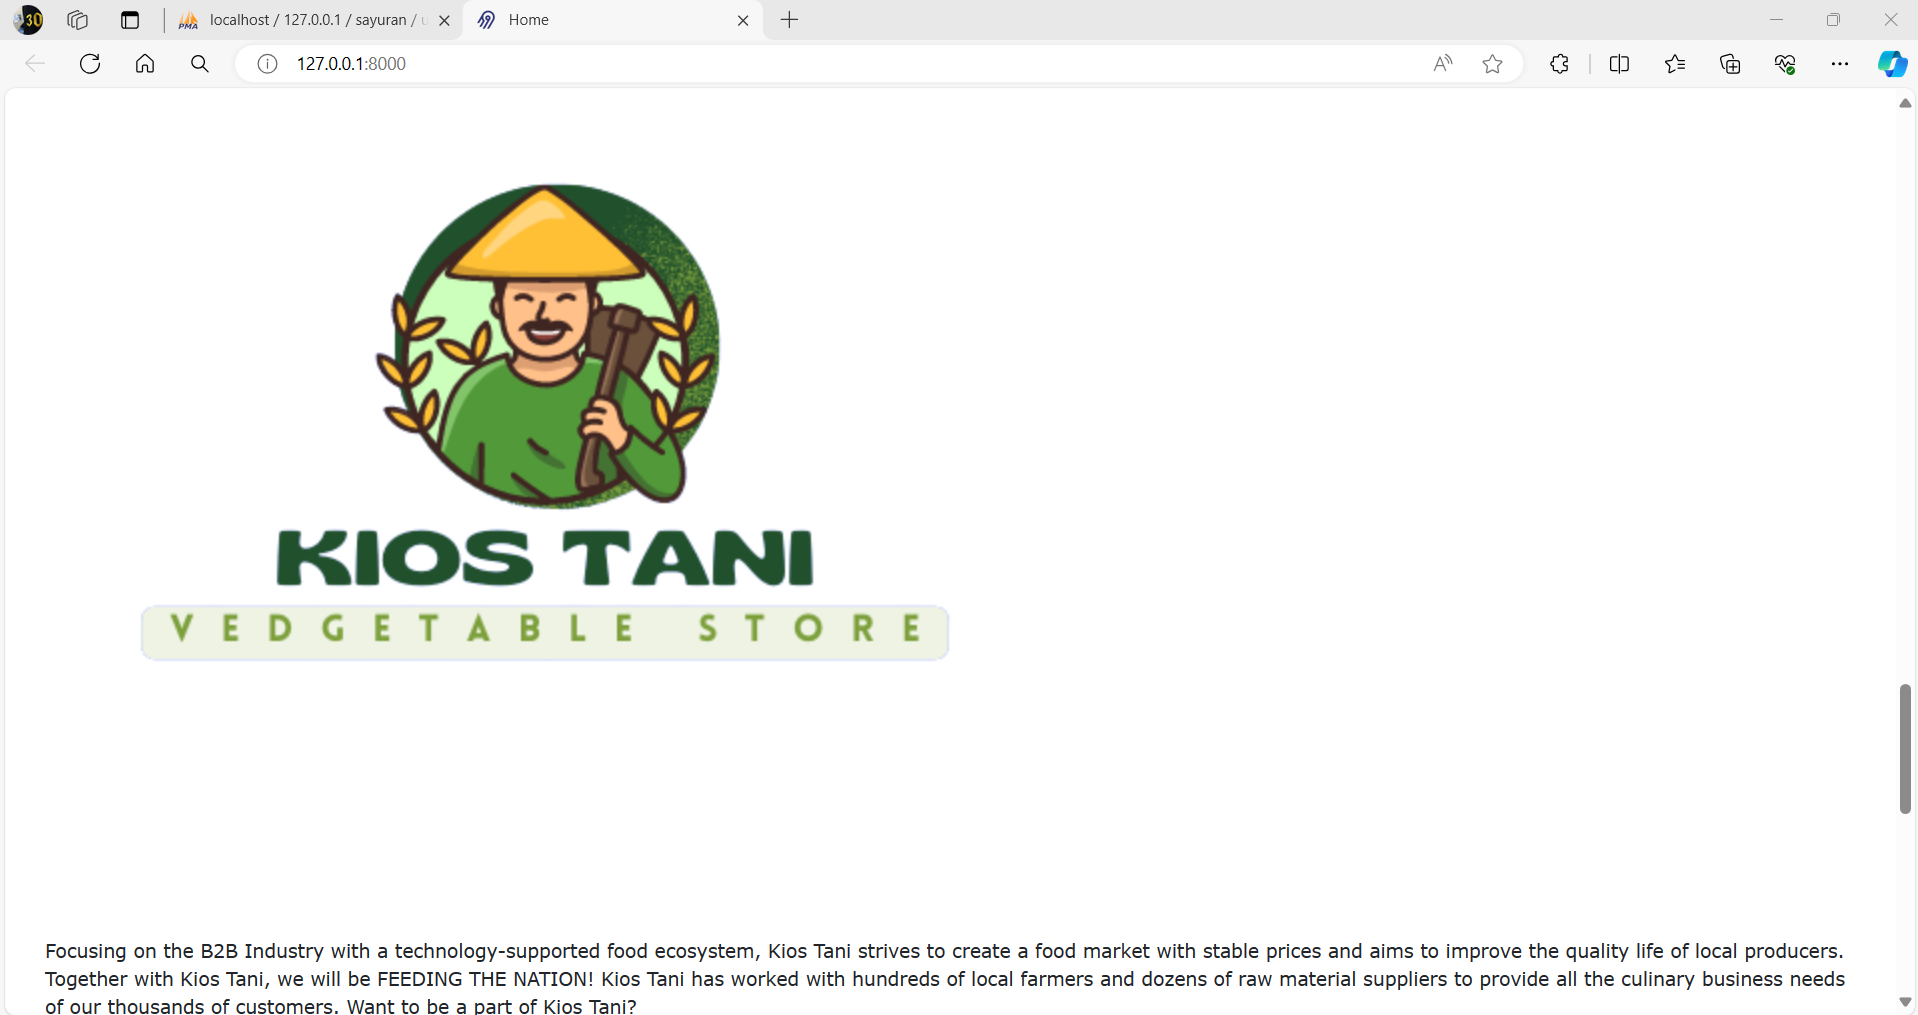 30
PMA
localhost / 127.0.0.1 / sayuran /
Home
127.0.0.1:8000
KIOS TANI
VEDGETABLE STORE
Focusing on the B2B Industry with a technology-supported food ecosystem, Kios Tani strives to create a food market with stable prices and aims to improve the quality life of local producers.
Together with Kios Tani, we will be FEEDING THE NATION! Kios Tani has worked with hundreds of local farmers and dozens of raw material suppliers to provide all the culinary business needs
of our thousands of customers. Want to be a part of Kios Tani?